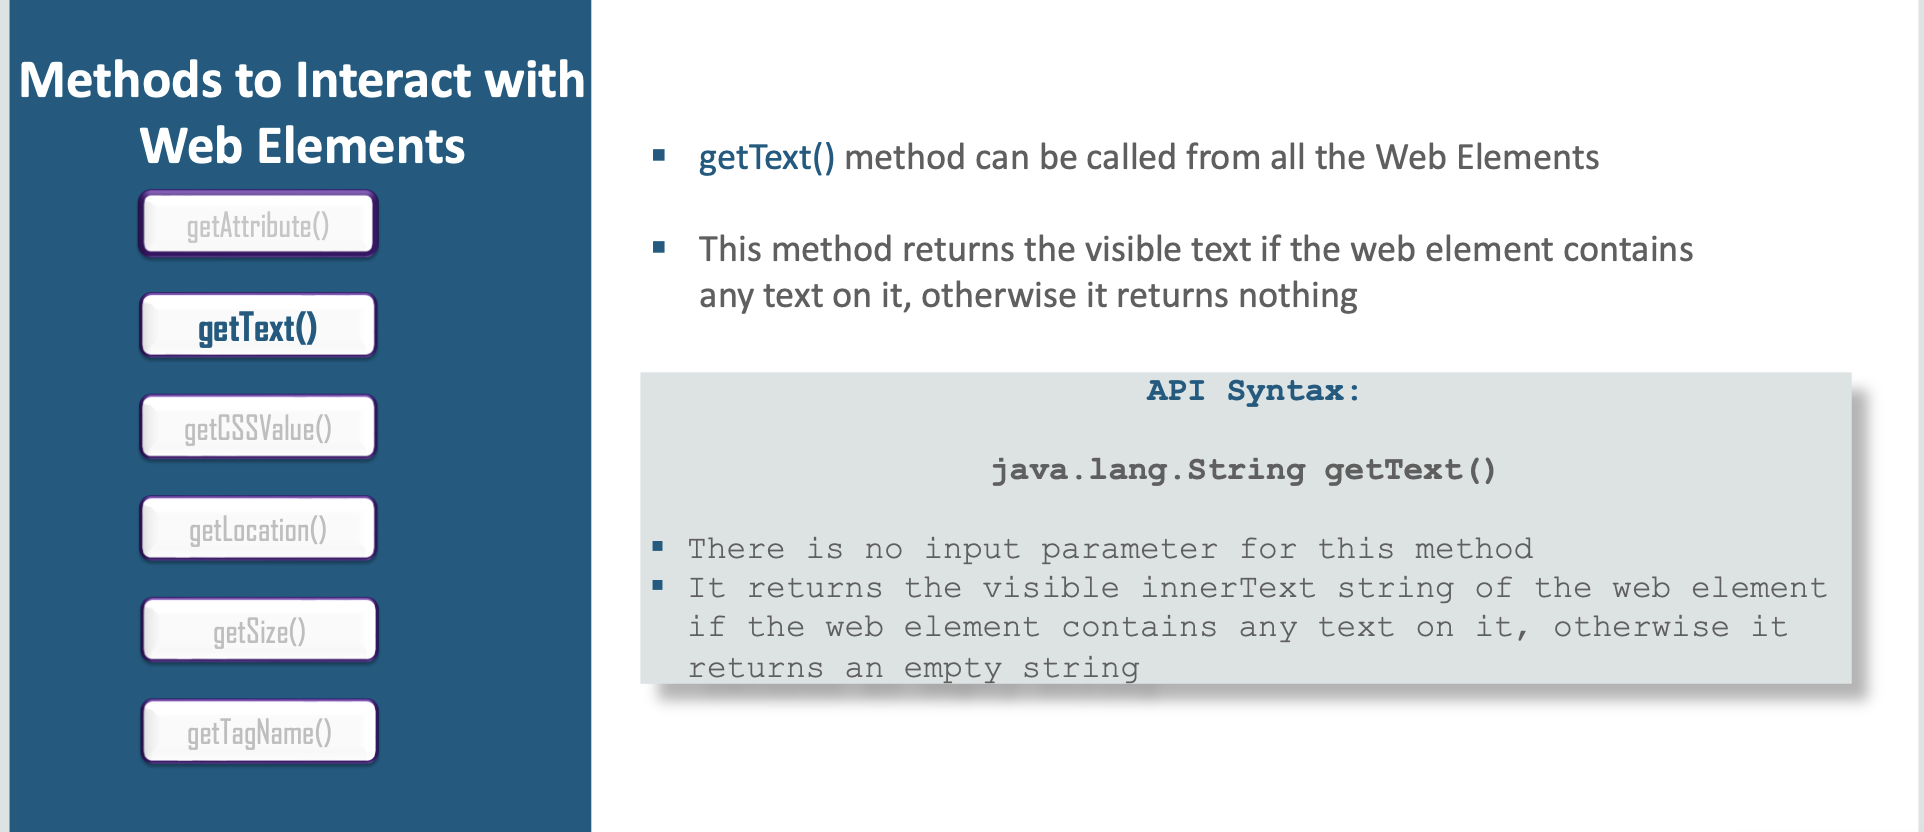 Methods to Interact with
Web Elements
getAttribute()
getText()
getCSSValue()
getLocation()
getSize()
getTagName()
▪ getText() method can be called from all the Web Elements
▪ This method returns the visible text if the web element contains
any text on it, otherwise it returns nothing
API Syntax:
java.lang.String getText()
▪ There is no input parameter for this method
▪ It returns the visible innerText string of the web element
if the web element contains any text on it, otherwise it
returns an empty string